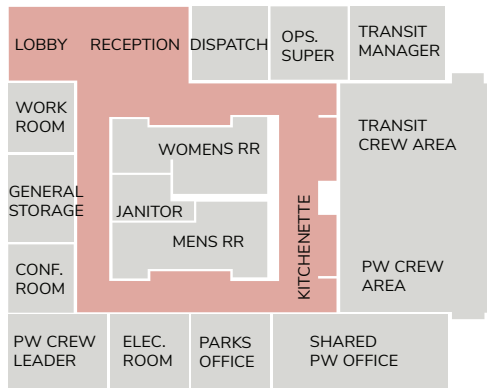 LOBBY
RECEPTION
DISPATCH
OPS.
SUPER
TRANSIT
MANAGER
WORK
ROOM
TRANSIT
CREW AREA
WOMENS RR
GENERAL
STORAGE
JANITOR
MENS RR
KITCHENETTE
CONF.
ROOM
PW CREW
AREA
PW CREW
LEADER
ELEC.
ROOM
PARKS
OFFICE
SHARED
PW OFFICE